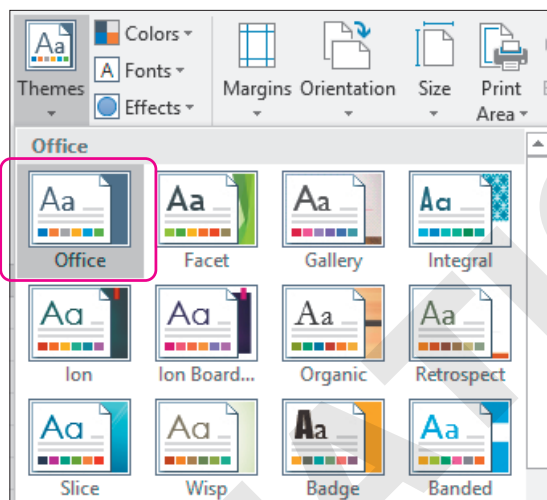 Aa
Colors
Fonts
Effects
Themes
Margins Orientation Size Print
Area
Office
Aa Aa Aa Aa
Office Facet Gallery Integral
Aa Aa Aa Aa
Ion Ion Board... Organic Retrospect
Aa Aa Aa Aa
Slice Wisp Badge Banded